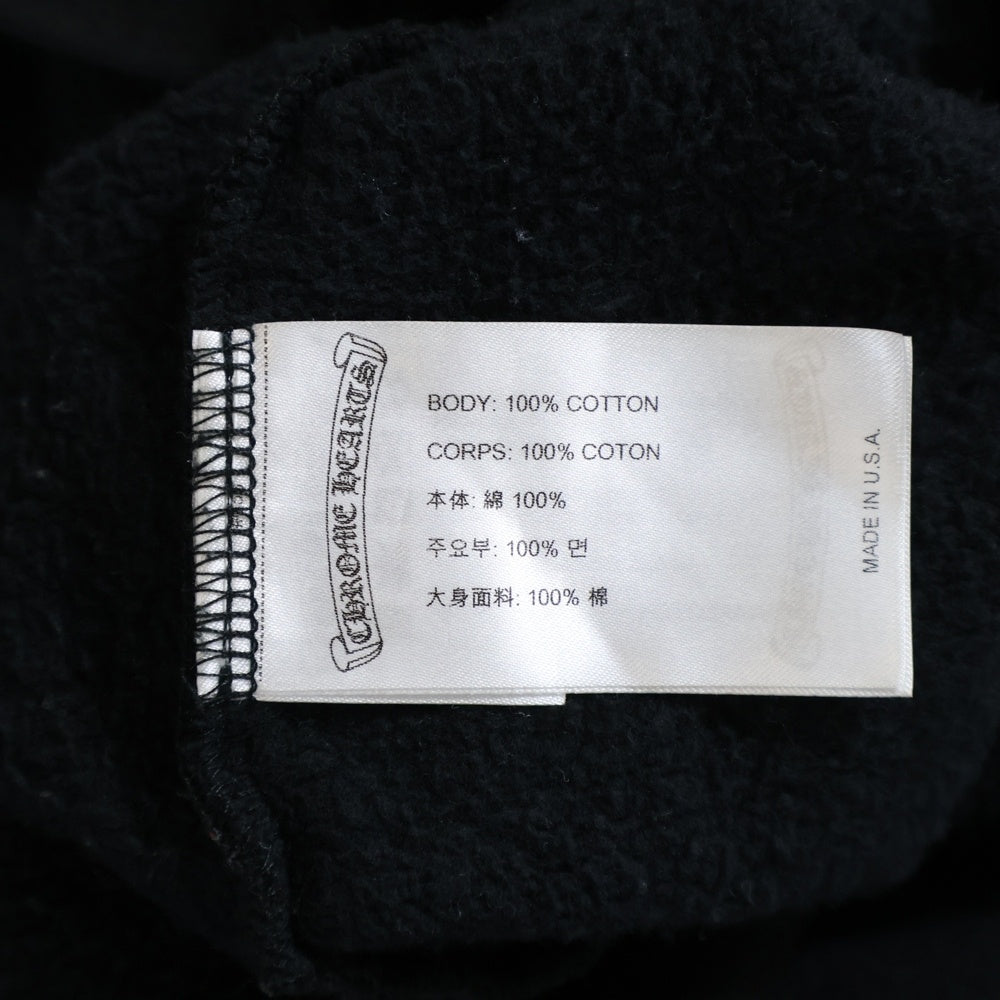 CHROME HEARTS
BODY: 100% COTTON
CORPS: 100% COTON
本体: 綿 100%
주요부: 100% 면
大身面料: 100% 棉
MADE IN U.S.A.